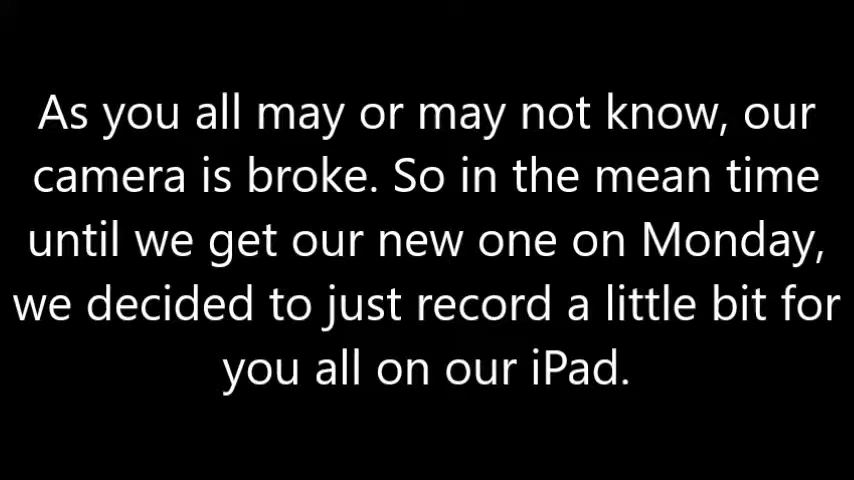 As you all may or may not know, our
camera is broke. So in the mean time
until we get our new one on Monday,
we decided to just record a little bit for
you all on our iPad.